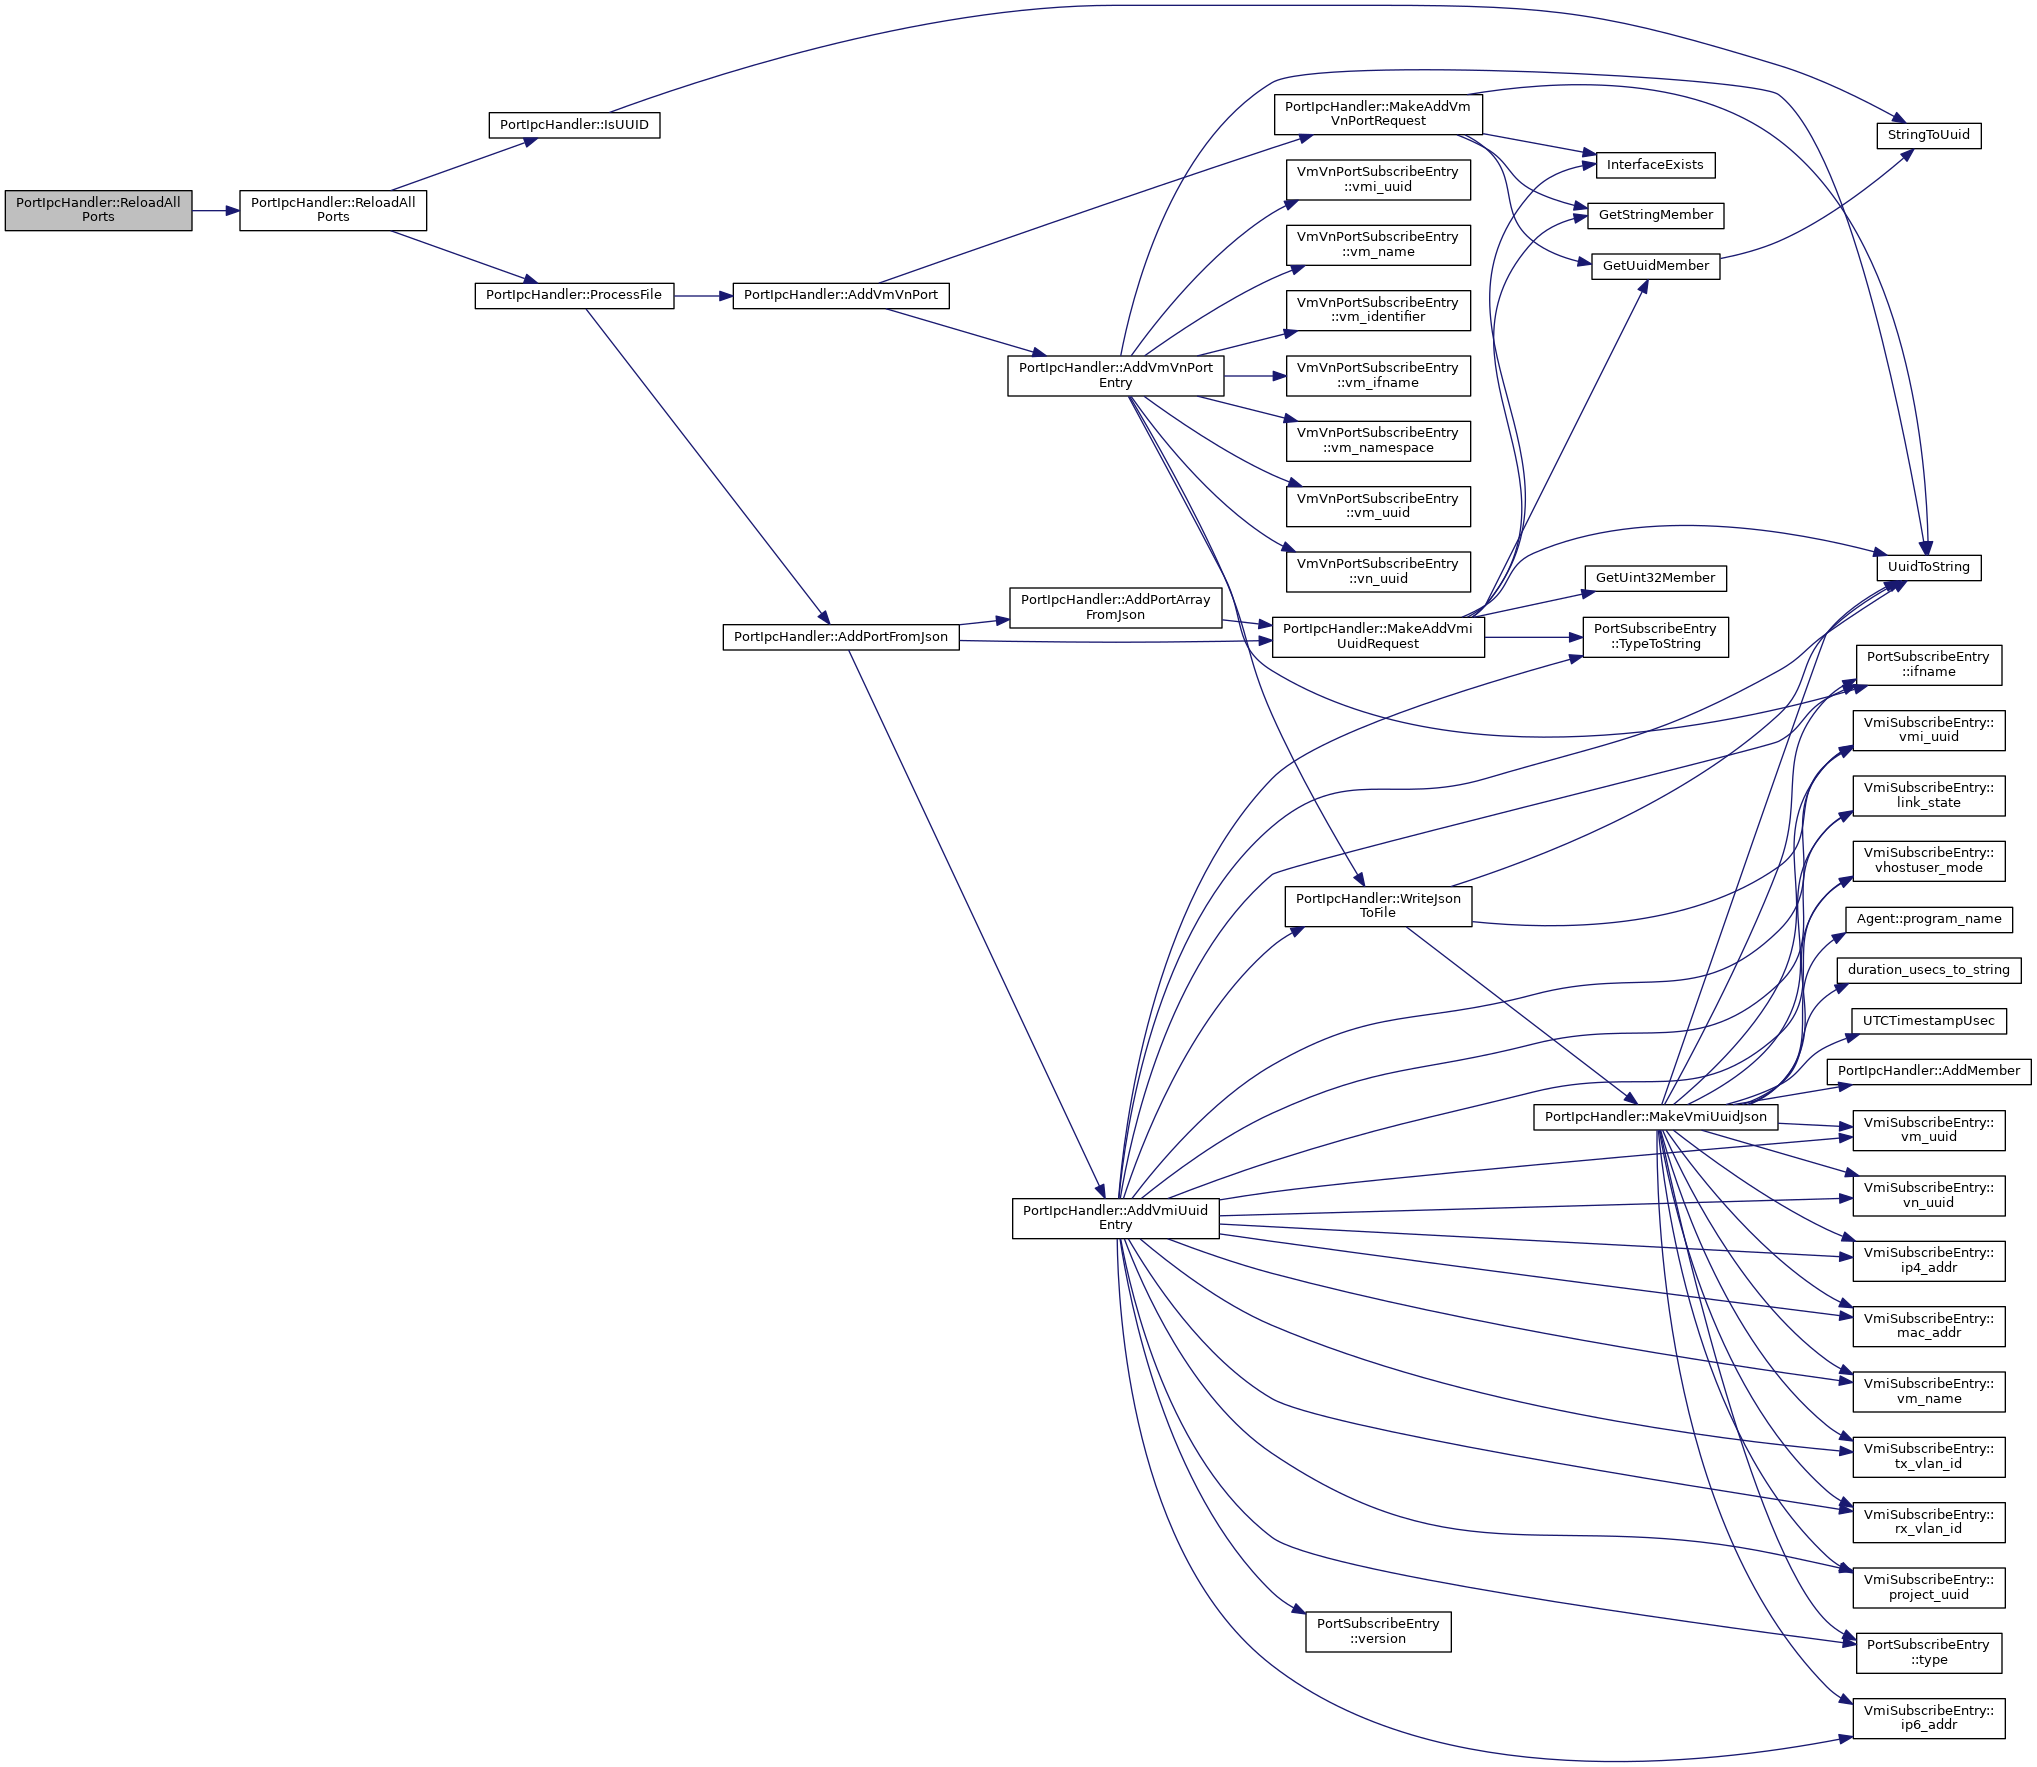 PortIpcHandler::ReloadAll
Ports
PortIpcHandler::ReloadAll
Ports
PortIpcHandler::IsUUID
PortIpcHandler::ProcessFile
PortIpcHandler::AddVmVnPort
PortIpcHandler::AddPortFromJson
PortIpcHandler::AddVmVnPort
Entry
PortIpcHandler::AddPortArray
FromJson
PortIpcHandler::AddVmiUuid
Entry
PortIpcHandler::MakeAddVm
VnPortRequest
VmVnPortSubscribeEntry
::vmi_uuid
VmVnPortSubscribeEntry
::vm_name
VmVnPortSubscribeEntry
::vm_identifier
VmVnPortSubscribeEntry
::vm_ifname
VmVnPortSubscribeEntry
::vm_namespace
VmVnPortSubscribeEntry
::vm_uuid
VmVnPortSubscribeEntry
::vn_uuid
PortIpcHandler::MakeAddVmi
UuidRequest
PortIpcHandler::WriteJson
ToFile
PortSubscribeEntry
::version
InterfaceExists
GetStringMember
GetUuidMember
GetUint32Member
PortSubscribeEntry
::TypeToString
PortIpcHandler::MakeVmiUuidJson
StringToUuid
UuidToString
PortSubscribeEntry
::ifname
VmiSubscribeEntry::
vmi_uuid
VmiSubscribeEntry::
link_state
VmiSubscribeEntry::
vhostuser_mode
Agent::program_name
duration_usecs_to_string
UTCTimestampUsec
PortIpcHandler::AddMember
VmiSubscribeEntry::
vm_uuid
VmiSubscribeEntry::
vn_uuid
VmiSubscribeEntry::
ip4_addr
VmiSubscribeEntry::
mac_addr
VmiSubscribeEntry::
vm_name
VmiSubscribeEntry::
tx_vlan_id
VmiSubscribeEntry::
rx_vlan_id
VmiSubscribeEntry::
project_uuid
PortSubscribeEntry
::type
VmiSubscribeEntry::
ip6_addr